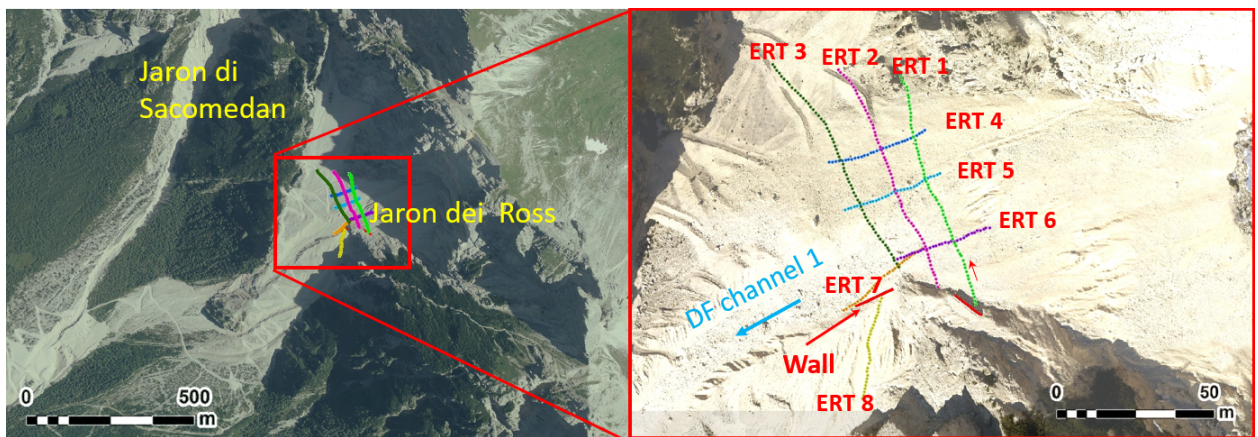 Jaron di
Sacomedan
Jaron dei Ross
0
500
m
ERT 3
ERT 2
ERT 1
ERT 4
ERT 5
ERT 6
ERT 7
DF channel 1
Wall
ERT 8
0
50
m